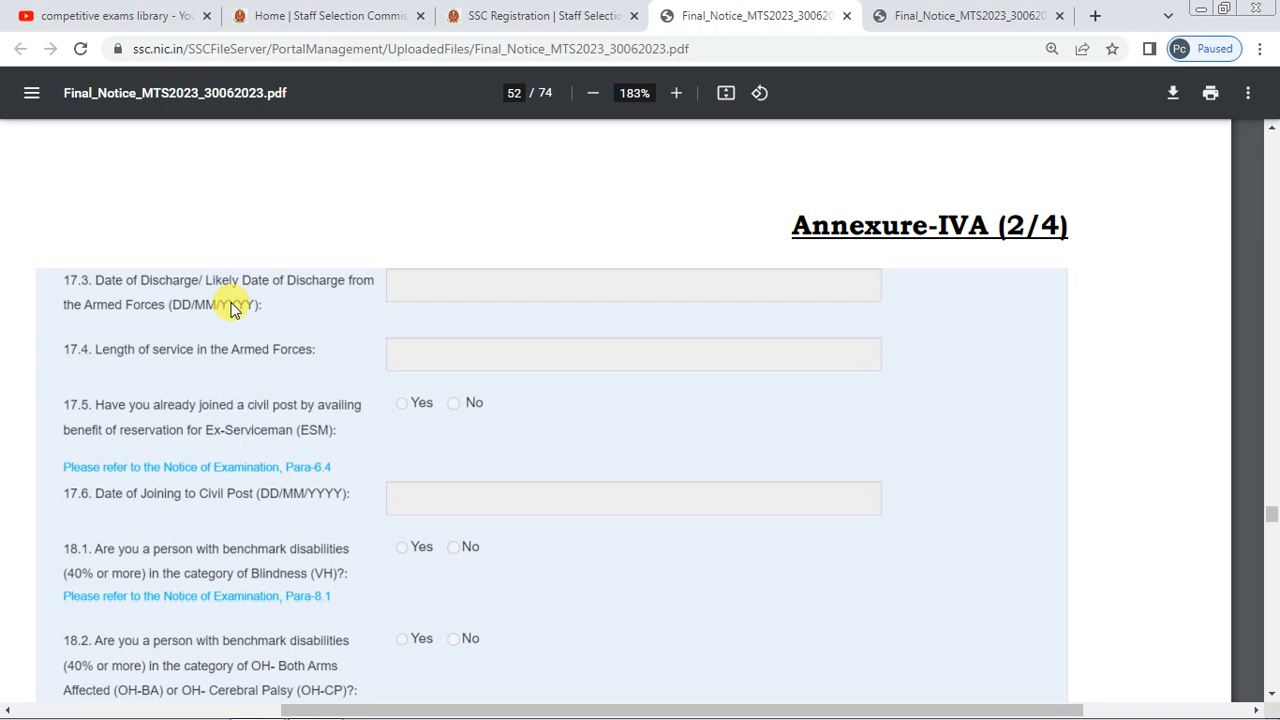 competitive exams library - You
Home | Staff Selection Commis
SSC Registration | Staff Selectio
Final_Notice_MTS2023_3006202
Final_Notice_MTS2023_3006202
ssc.nic.in/SSCFileServer/PortalManagement/UploadedFiles/Final_Notice_MTS2023_30062023.pdf
Pc Paused
Final_Notice_MTS2023_30062023.pdf
52 / 74
183%
Annexure-IVA (2/4)
17.3. Date of Discharge/ Likely Date of Discharge from
the Armed Forces (DD/MM/YYYY):
17.4. Length of service in the Armed Forces:
17.5. Have you already joined a civil post by availing
Yes No
benefit of reservation for Ex-Serviceman (ESM):
Please refer to the Notice of Examination, Para-6.4
17.6. Date of Joining to Civil Post (DD/MM/YYYY):
18.1. Are you a person with benchmark disabilities
Yes No
(40% or more) in the category of Blindness (VH)?:
Please refer to the Notice of Examination, Para-8.1
18.2. Are you a person with benchmark disabilities
Yes No
(40% or more) in the category of OH- Both Arms
Affected (OH-BA) or OH- Cerebral Palsy (OH-CP)?: